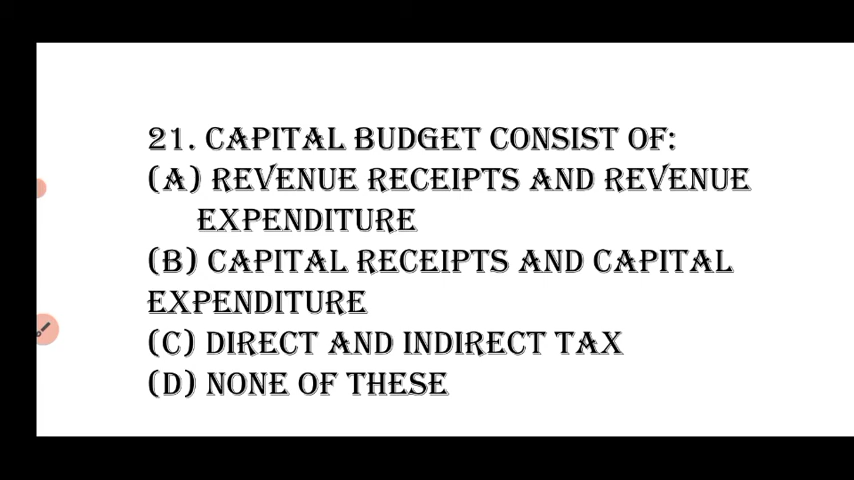 21. CAPITAL BUDGET CONSIST OF:
(A) REVENUE RECEIPTS AND REVENUE
EXPENDITURE
(B) CAPITAL RECEIPTS AND CAPITAL
EXPENDITURE
(C) DIRECT AND INDIRECT TAX
(D) NONE OF THESE